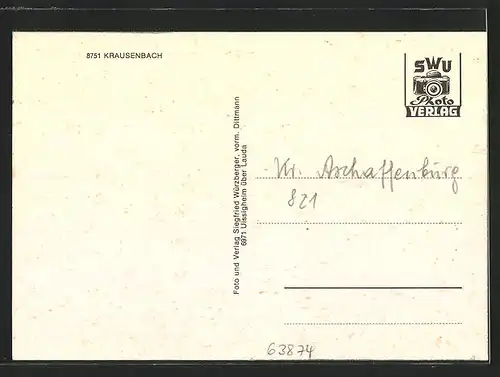 8751 KRAUSENBACH
SWU
Photo
VERLAG
Foto und Verlag Siegfried Würzberger, vorm. Dittmann
6971 Uissigheim über Lauda
Kr. Aschaffenburg
821
63874